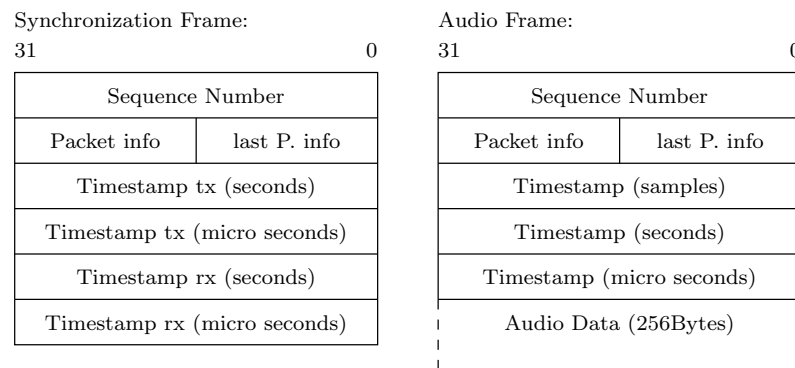 Synchronization Frame:
31 0
Sequence Number
Packet info last P. info
Timestamp tx (seconds)
Timestamp tx (micro seconds)
Timestamp rx (seconds)
Timestamp rx (micro seconds)
Audio Frame:
31 0
Sequence Number
Packet info last P. info
Timestamp (samples)
Timestamp (seconds)
Timestamp (micro seconds)
Audio Data (256Bytes)